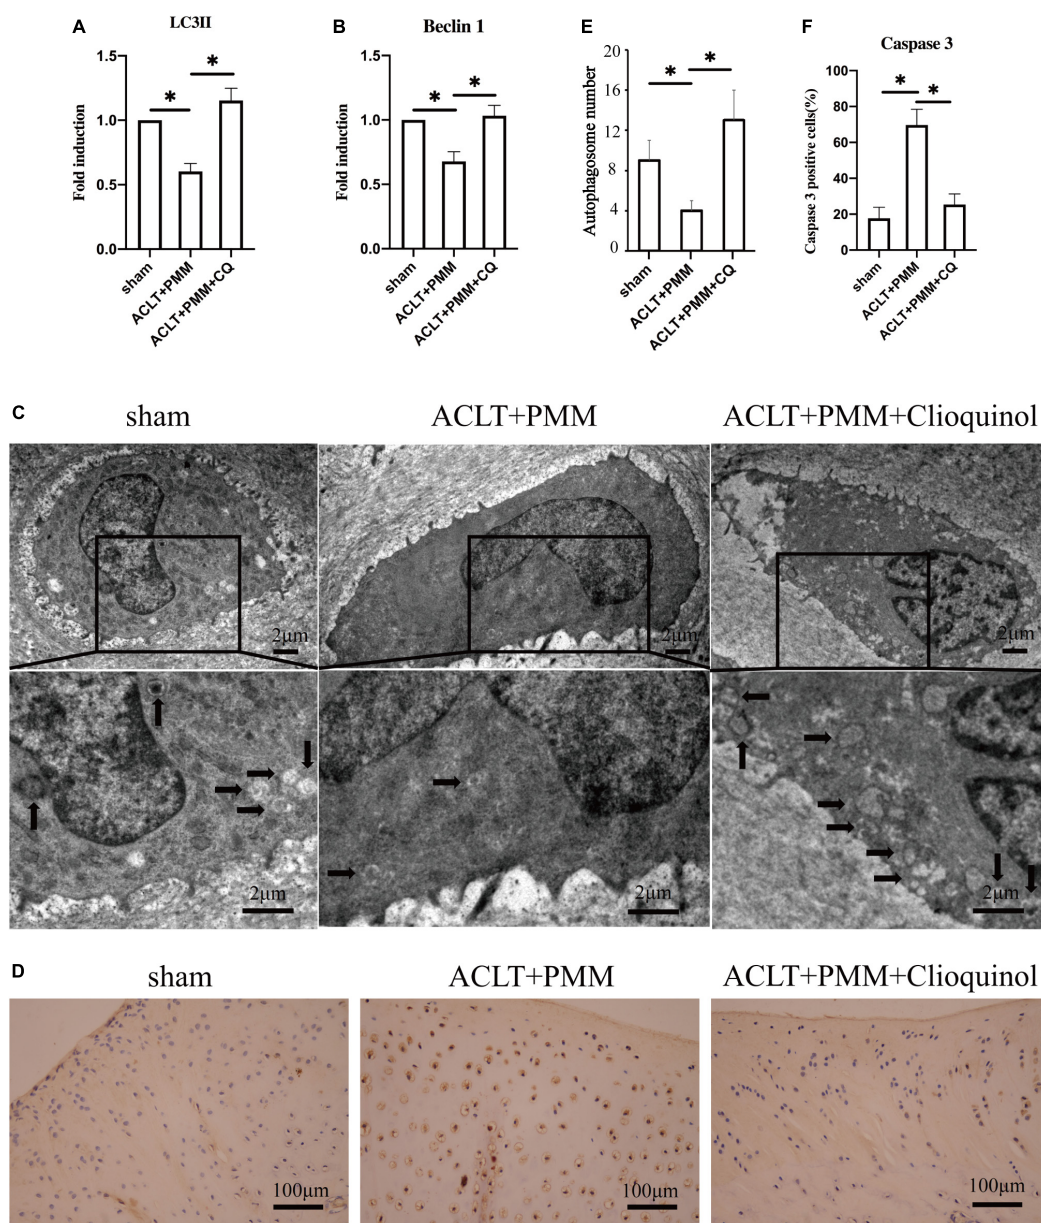 A
LC3II
Fold induction
1.5
1.0
0.5
0.0
*
*
sham
ACLT+PMM
ACLT+PMM+CQ
B
Beclin 1
Fold induction
1.5
1.0
0.5
0.0
*
*
sham
ACLT+PMM
ACLT+PMM+CQ
E
Autophagosome number
20
16
12
8
4
0
*
*
sham
ACLT+PMM
ACLT+PMM+CQ
F
Caspase 3
Caspase 3 positive cells(%)
100
80
60
40
20
0
*
*
sham
ACLT+PMM
ACLT+PMM+CQ
C
sham
ACLT+PMM
ACLT+PMM+Clioquinol
2μm
2μm
2μm
2μm
2μm
2μm
D
sham
ACLT+PMM
ACLT+PMM+Clioquinol
100μm
100μm
100μm